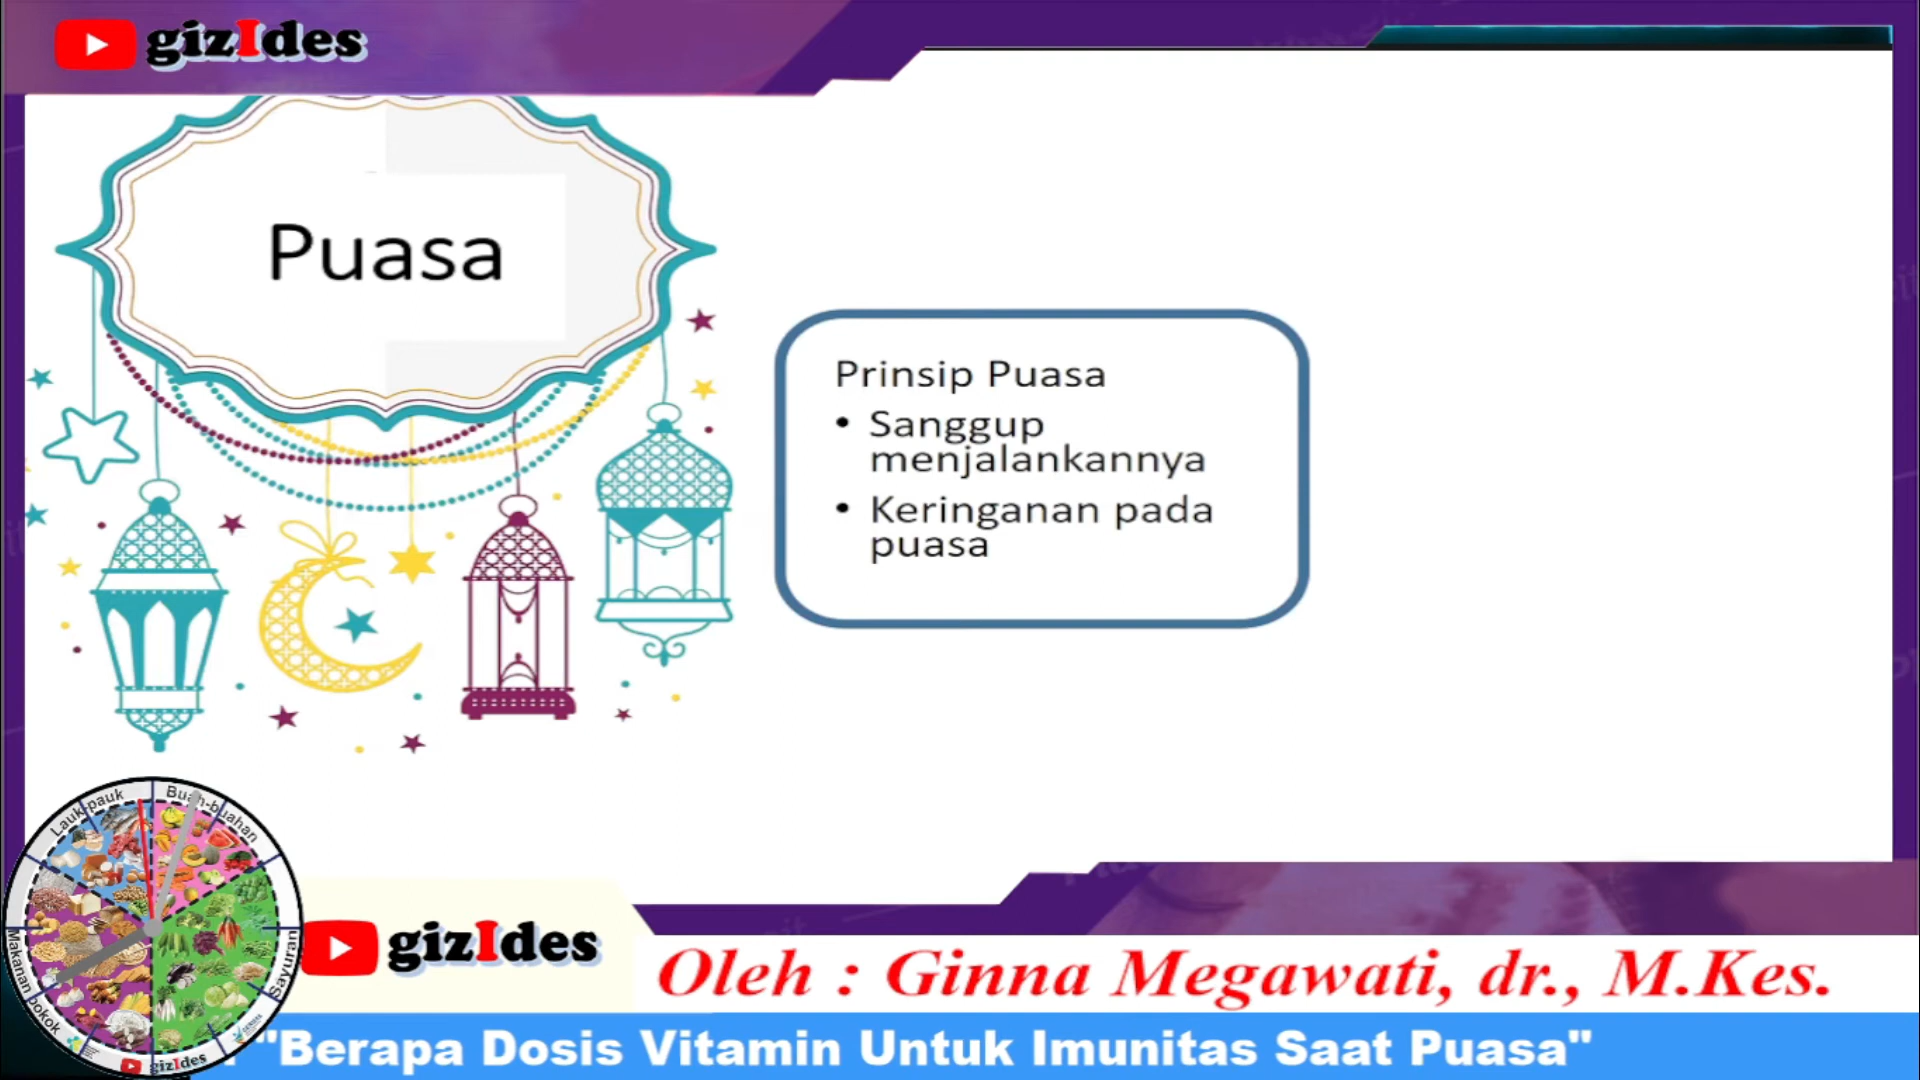 gizIdes
Puasa
Prinsip Puasa
• Sanggup
menjalankannya
• Keringanan pada
puasa
Lauk-pauk
Buah-buahan
Makanan pokok
Sayuran
gizIdes
gizIdes
Oleh : Ginna Megawati, dr., M.Kes.
"Berapa Dosis Vitamin Untuk Imunitas Saat Puasa"